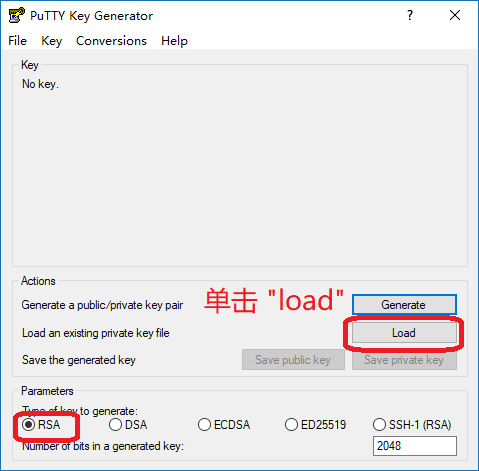 PuTTY Key Generator
File Key Conversions Help
Key
No key.
Actions
单击 "load"
Generate a public/private key pair Generate
Load an existing private key file Load
Save the generated key Save public key Save private key
Parameters
Type of key to generate:
RSA DSA ECDSA ED25519 SSH-1 (RSA)
Number of bits in a generated key: 2048